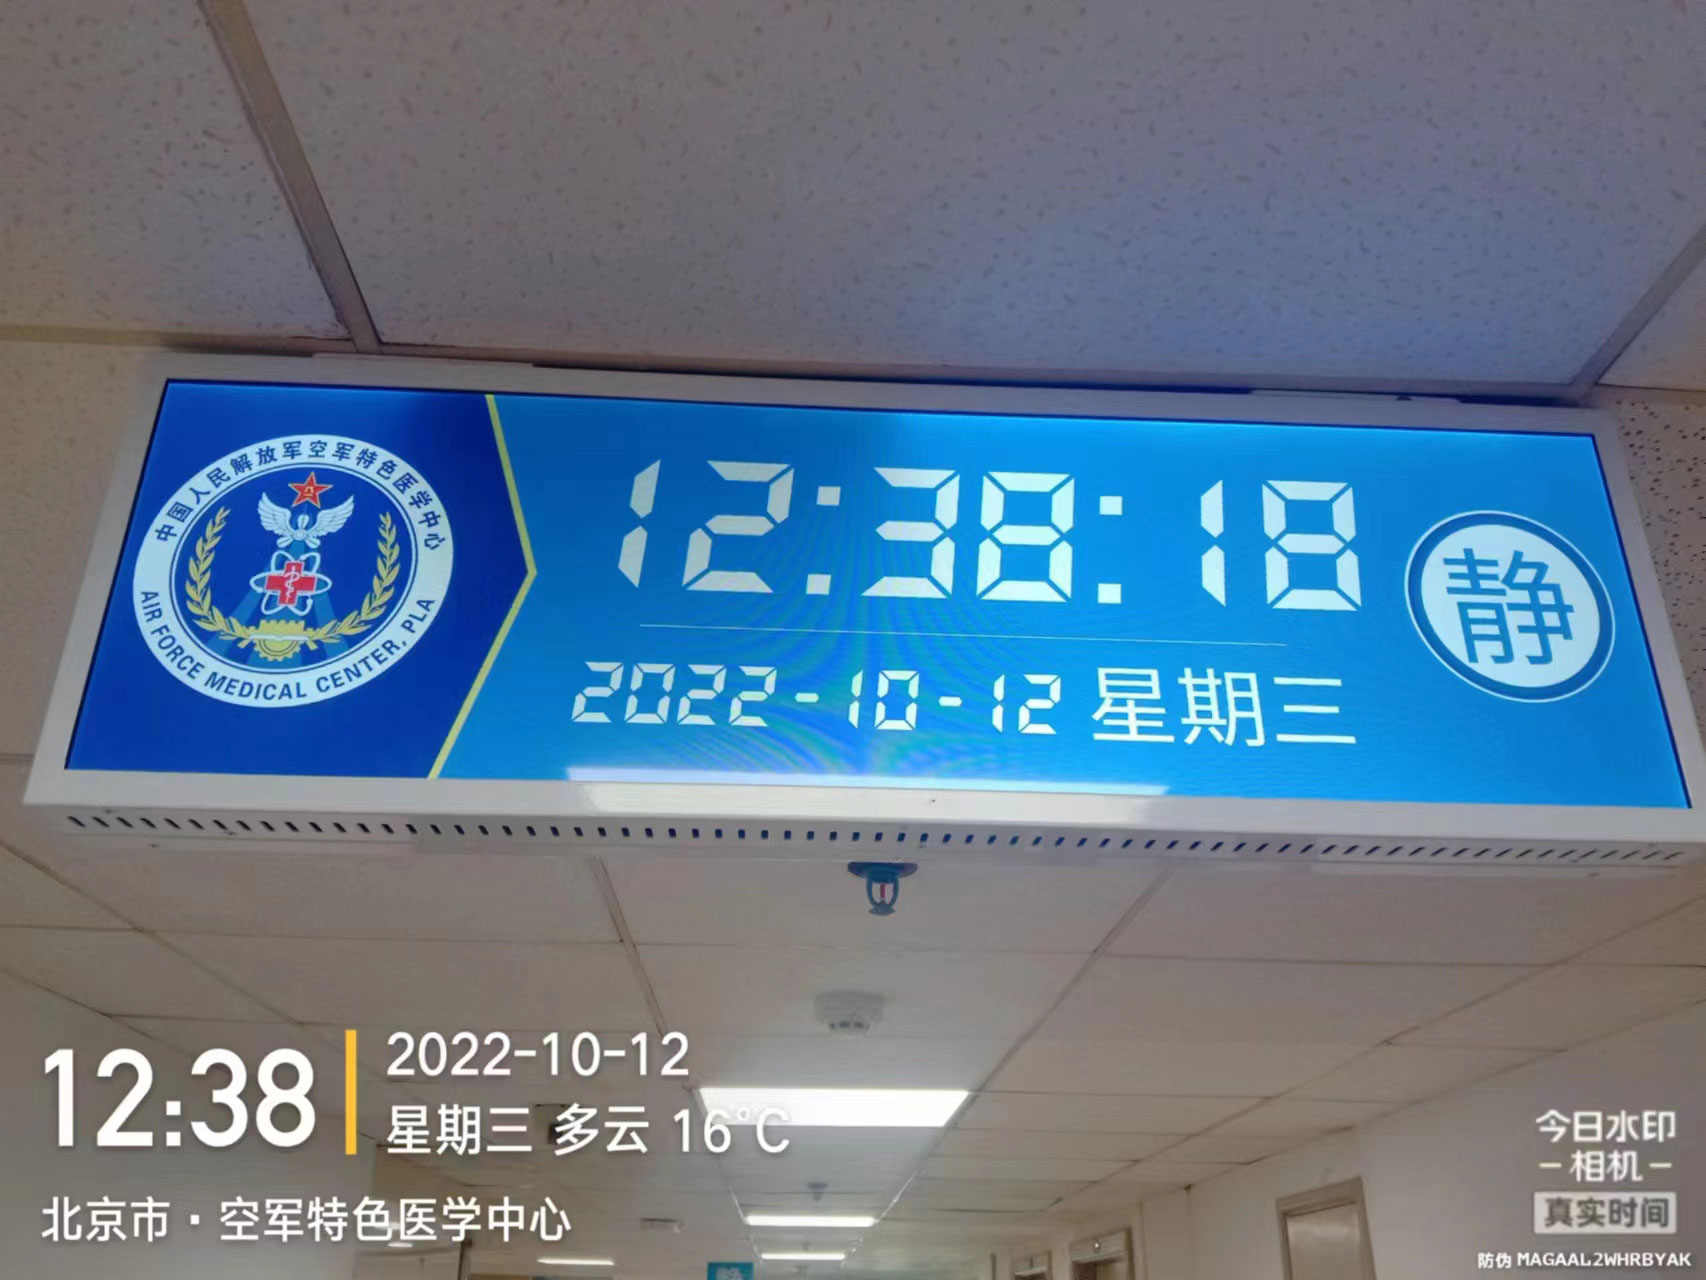 中国人民解放军空军特色医学中心
AIR FORCE MEDICAL CENTER, PLA
12:38:18
2022-10-12 星期三
静
12:38
2022-10-12
星期三 多云 16°C
北京市·空军特色医学中心
今日水印
-相机-
真实时间
防伪 MAGAAL2WHRBYAK
静